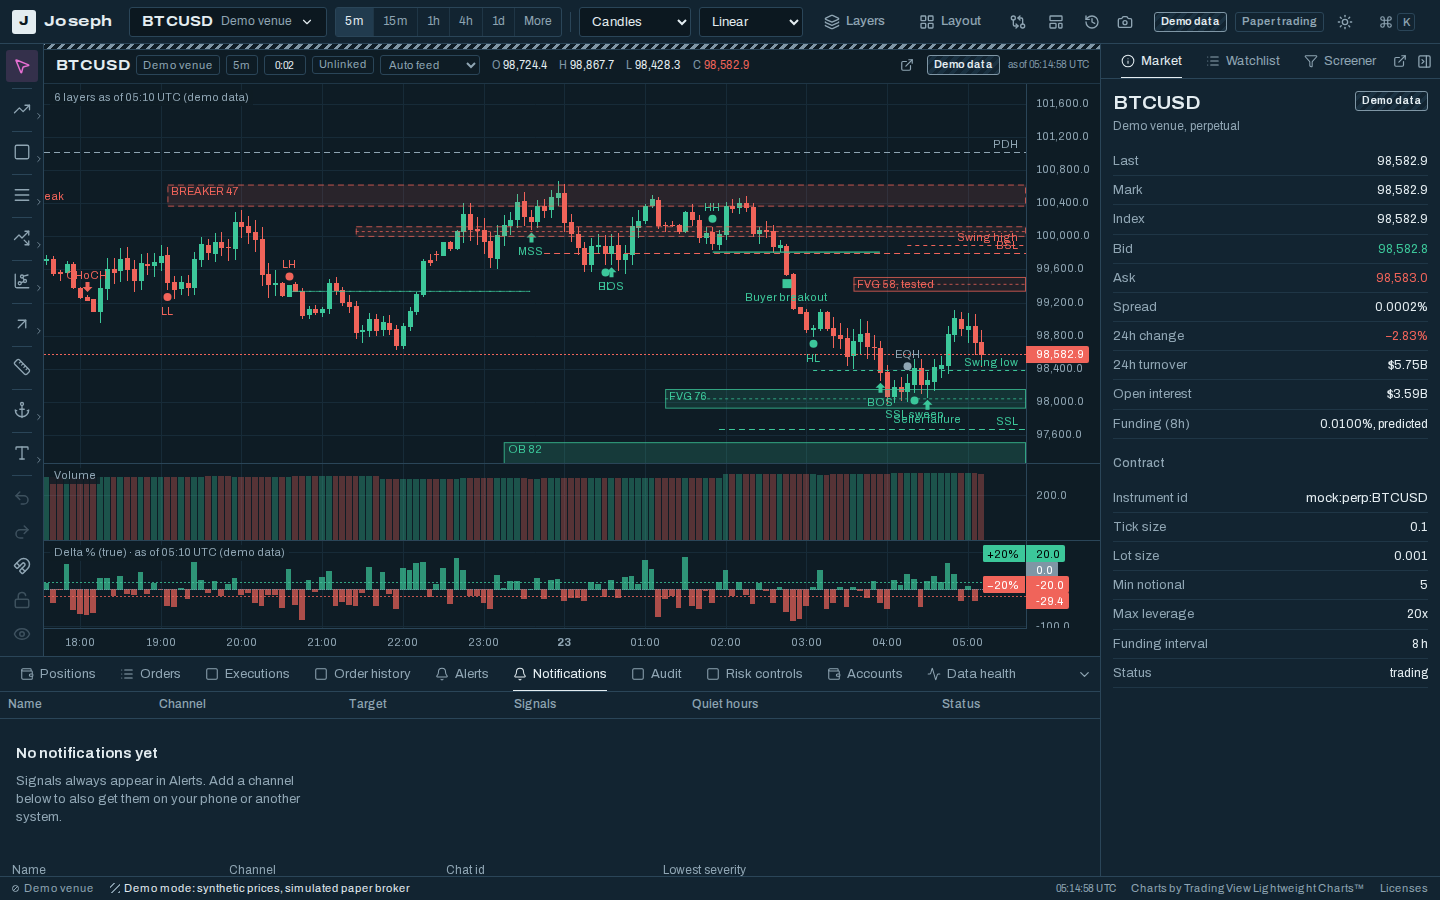 J Joseph BTCUSD Demo venue 5m 15m 1h 4h 1d More Candles Linear Layers Layout Demo data Paper trading ⌘ K
BTCUSD Demo venue 5m 0:02 Unlinked Auto feed O 98,724.4 H 98,867.7 L 98,428.3 C 98,582.9 Demo data as of 05:14:58 UTC
6 layers as of 05:10 UTC (demo data)
101,600.0
101,200.0
PDH
100,800.0
BREAKER 47
eak
100,400.0
HH
100,000.0
Swing high
BSL
MSS
CHoCH
LH
99,600.0
BOS
FVG 58, tested
Buyer breakout
99,200.0
LL
98,800.0
98,582.9
HL
EQH
Swing low
98,400.0
FVG 76
98,000.0
BOS
SSL sweep
Seller failure
SSL
97,600.0
OB 82
Volume
200.0
Delta % (true) · as of 05:10 UTC (demo data)
+20% 20.0
0.0
−20% -20.0
-29.4
-100.0
18:00 19:00 20:00 21:00 22:00 23:00 23 01:00 02:00 03:00 04:00 05:00
Market Watchlist Screener
BTCUSD Demo data
Demo venue, perpetual
Last 98,582.9
Mark 98,582.9
Index 98,582.9
Bid 98,582.8
Ask 98,583.0
Spread 0.0002%
24h change −2.83%
24h turnover $5.75B
Open interest $3.59B
Funding (8h) 0.0100%, predicted
Contract
Instrument id mock:perp:BTCUSD
Tick size 0.1
Lot size 0.001
Min notional 5
Max leverage 20x
Funding interval 8 h
Status trading
Positions Orders Executions Order history Alerts Notifications Audit Risk controls Accounts Data health
Name Channel Target Signals Quiet hours Status
No notifications yet
Signals always appear in Alerts. Add a channel
below to also get them on your phone or another
system.
Name Channel Chat id Lowest severity
Demo venue Demo mode: synthetic prices, simulated paper broker 05:14:58 UTC Charts by TradingView Lightweight Charts™ Licenses